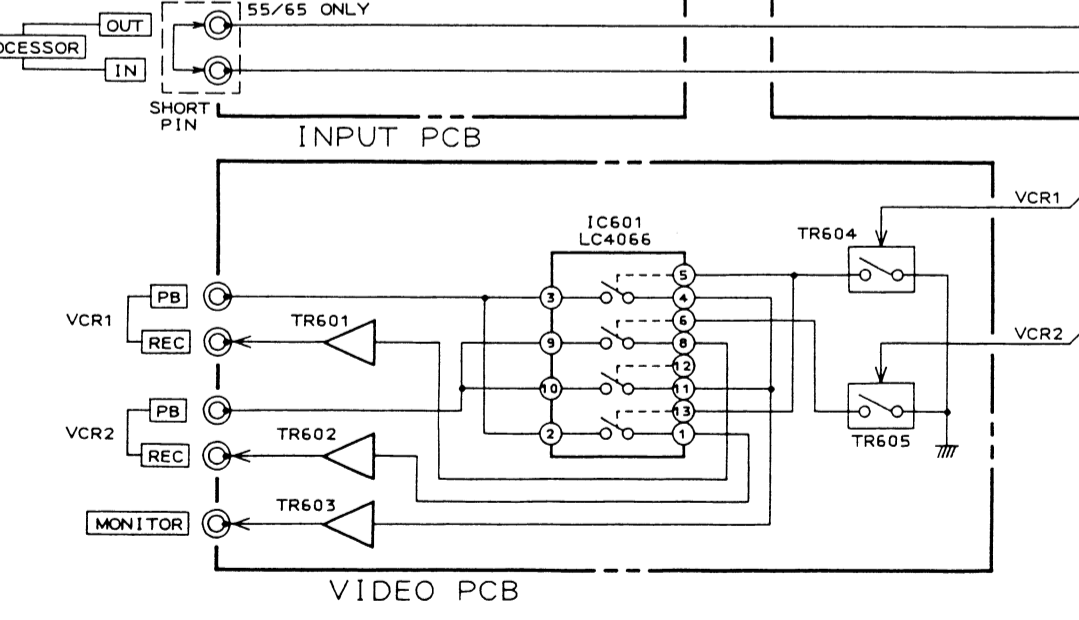 55/65 ONLY
OUT
OCESSOR
IN
SHORT
PIN
INPUT PCB
VCR1
IC601
LC4066
TR604
5
PB
3
4
VCR1
TR601
6
REC
9
8
VCR2
12
10
11
PB
13
VCR2
TR602
2
1
TR605
REC
TR603
MONITOR
VIDEO PCB